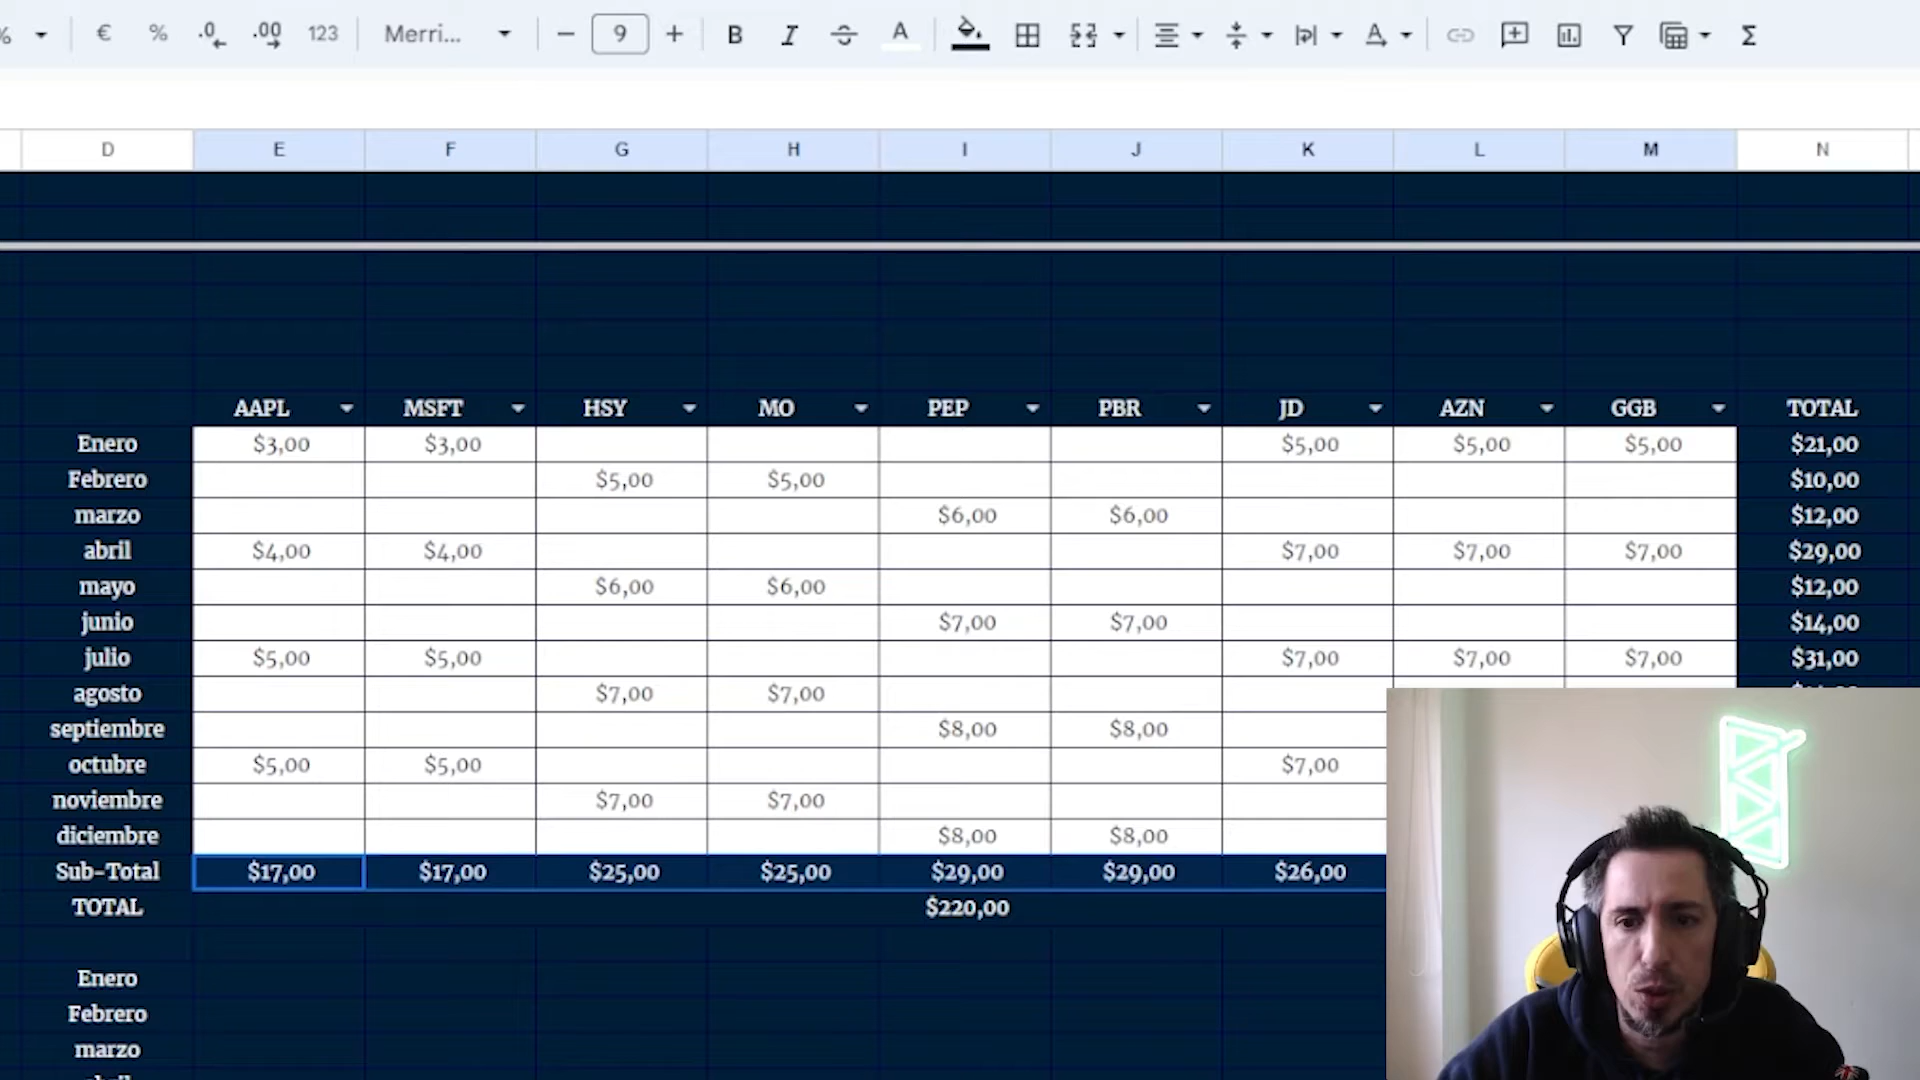 % € % .0 .00 123 Merri... 9 B I A A Σ
D E F G H I J K L M N
AAPL MSFT HSY MO PEP PBR JD AZN GGB TOTAL
Enero $3,00 $3,00 $5,00 $5,00 $5,00 $21,00
Febrero $5,00 $5,00 $10,00
marzo $6,00 $6,00 $12,00
abril $4,00 $4,00 $7,00 $7,00 $7,00 $29,00
mayo $6,00 $6,00 $12,00
junio $7,00 $7,00 $14,00
julio $5,00 $5,00 $7,00 $7,00 $7,00 $31,00
agosto $7,00 $7,00
septiembre $8,00 $8,00
octubre $5,00 $5,00 $7,00
noviembre $7,00 $7,00
diciembre $8,00 $8,00
Sub-Total $17,00 $17,00 $25,00 $25,00 $29,00 $29,00 $26,00
TOTAL $220,00
Enero
Febrero
marzo